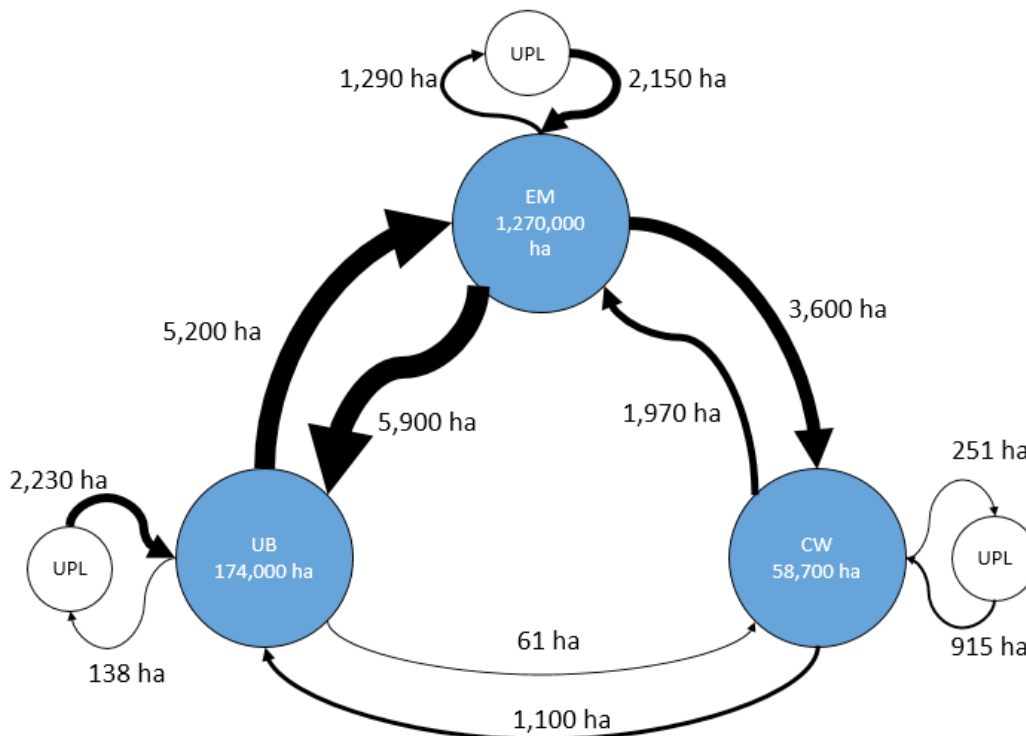 UPL
1,290 ha
2,150 ha
EM
1,270,000
ha
5,200 ha
3,600 ha
5,900 ha
1,970 ha
2,230 ha
251 ha
UPL
UB
174,000 ha
CW
58,700 ha
UPL
138 ha
61 ha
915 ha
1,100 ha